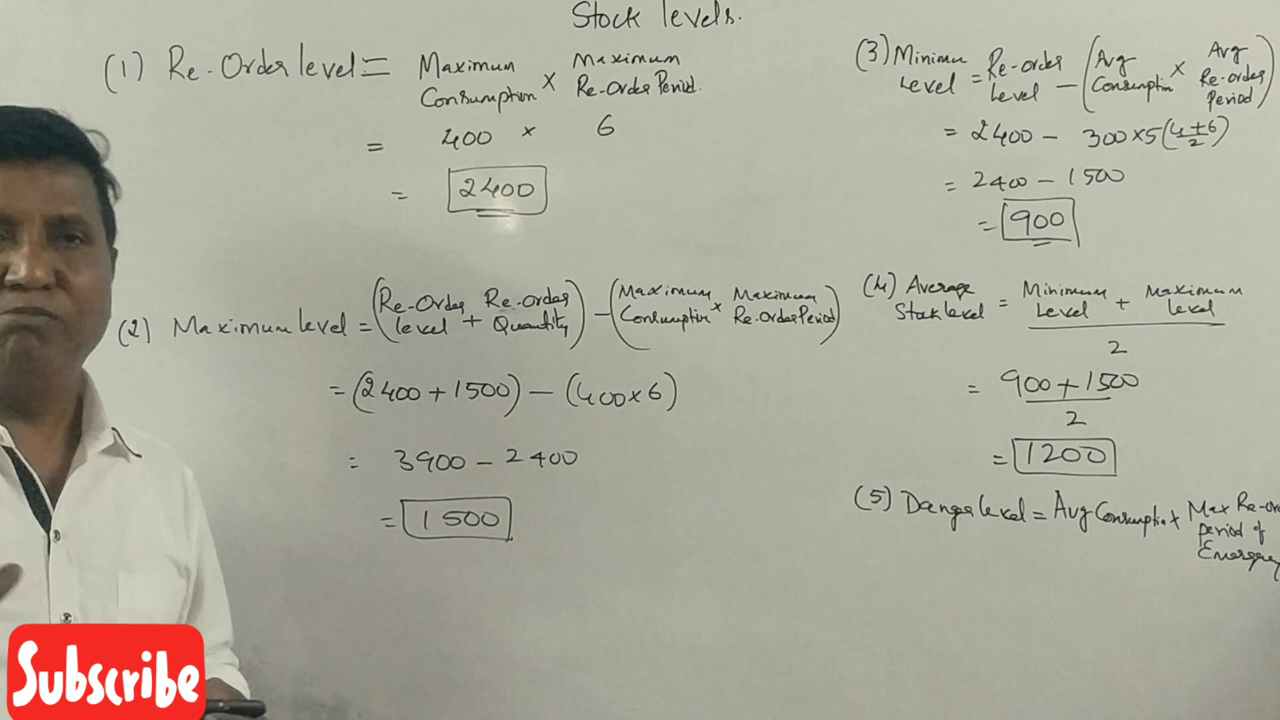 Stock levels.
(1) Re-Order level = Maximum Consumption × Maximum Re-Order Period.
= 400 × 6
= 2400
(2) Maximum level = (Re-Order level + Re-order Quantity) - (Maximum Consumption × Maximum Re-Order Period)
= (2400 + 1500) - (400 × 6)
= 3900 - 2400
= 1500
(3) Minimum Level = Re-order Level - (Avg Consumption × Avg Re-order Period)
= 2400 - 300 × 5 (4+6/2)
= 2400 - 1500
= 900
(4) Average Stock level = Minimum Level + Maximum level / 2
= 900 + 1500 / 2
= 1200
(5) Danger level = Avg Consumption × Max Re-or period of Emergency
Subscribe